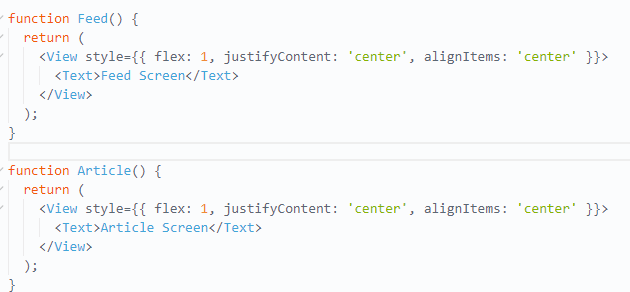 function Feed() {
  return (
    <View style={{ flex: 1, justifyContent: 'center', alignItems: 'center' }}>
      <Text>Feed Screen</Text>
    </View>
  );
}

function Article() {
  return (
    <View style={{ flex: 1, justifyContent: 'center', alignItems: 'center' }}>
      <Text>Article Screen</Text>
    </View>
  );
}